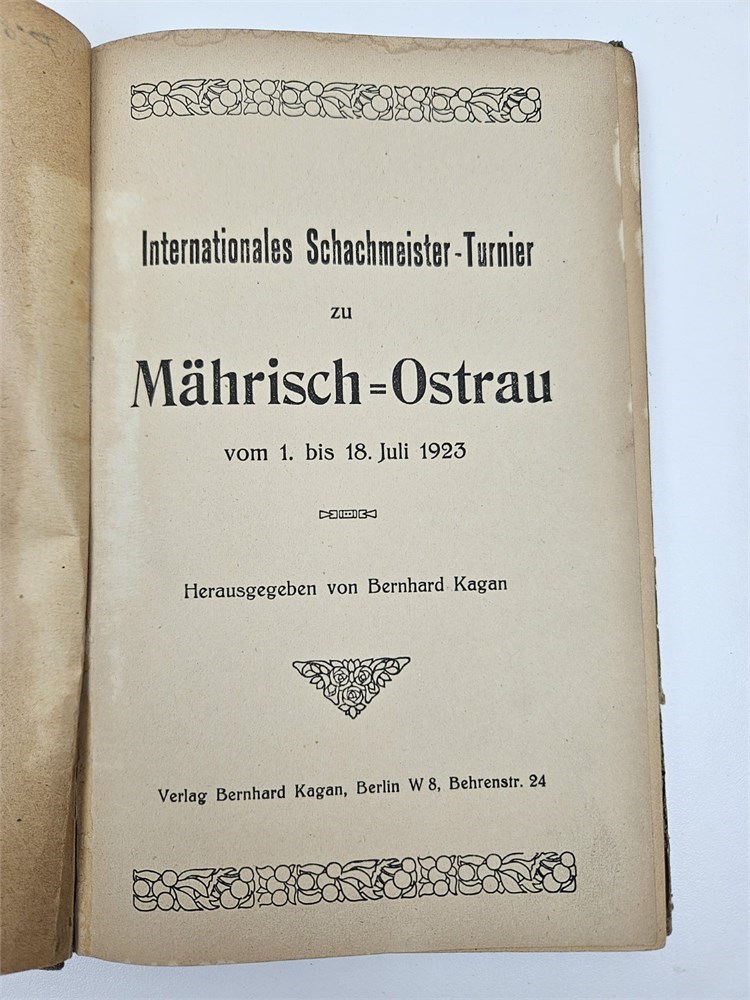 Internationales Schachmeister-Turnier
zu
Mährisch=Ostrau
vom 1. bis 18. Juli 1923
Herausgegeben von Bernhard Kagan
Verlag Bernhard Kagan, Berlin W 8, Behrenstr. 24